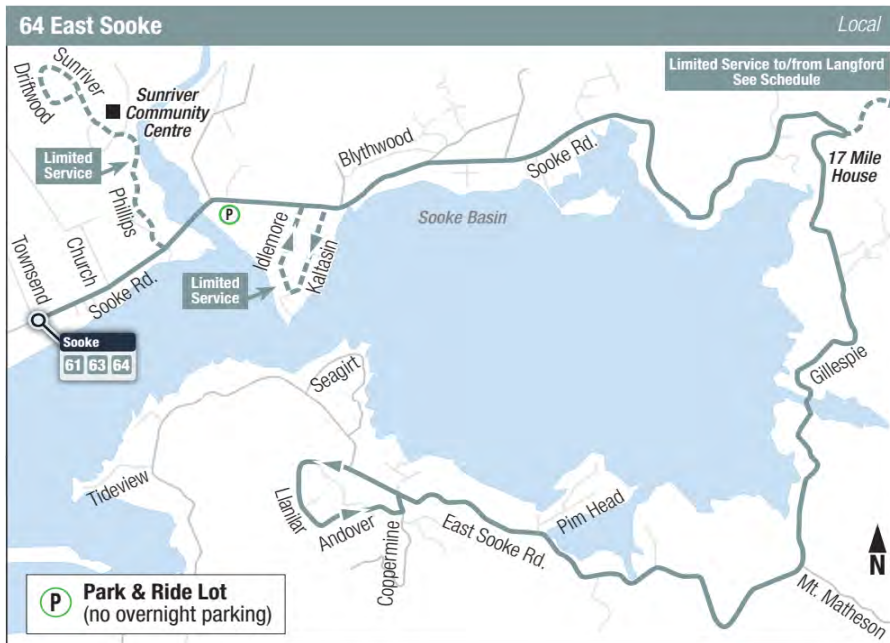 64 East Sooke
Local
Limited Service to/from Langford
See Schedule
Sunriver
Driftwood
Sunriver
Community
Centre
Limited
Service
Phillips
Blythwood
Sooke Rd.
17 Mile
House
P
Sooke Basin
Idlemore
Kaltasin
Limited
Service
Townsend
Church
Sooke Rd.
Sooke
61 63 64
Seagirt
Gillespie
Tideview
Llanilar
Andover
Coppermine
East Sooke Rd.
Pim Head
Mt. Matheson
N
P Park & Ride Lot
(no overnight parking)